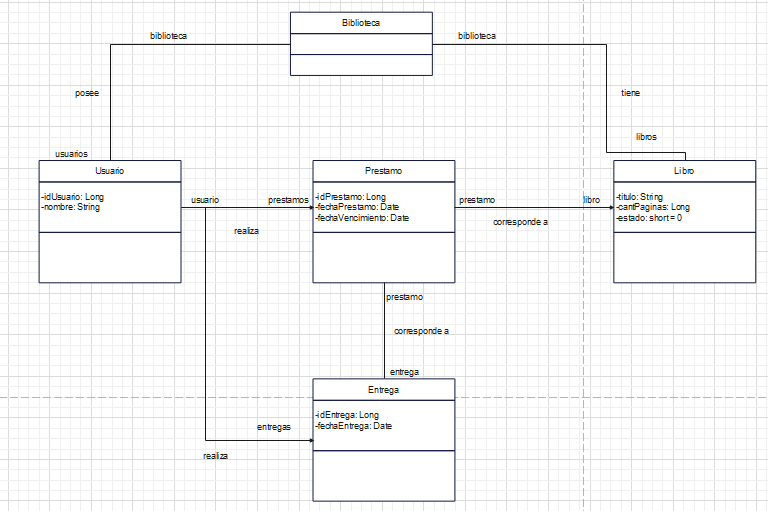 Biblioteca
biblioteca
biblioteca
posee
tiene
usuarios
libros
Usuario
-idUsuario: Long
-nombre: String
usuario
prestamos
realiza
Prestamo
-idPrestamo: Long
-fechaPrestamo: Date
-fechaVencimiento: Date
prestamo
libro
corresponde a
Libro
-titulo: String
-cantPaginas: Long
-estado: short = 0
prestamo
corresponde a
entrega
Entrega
-idEntrega: Long
-fechaEntrega: Date
entregas
realiza